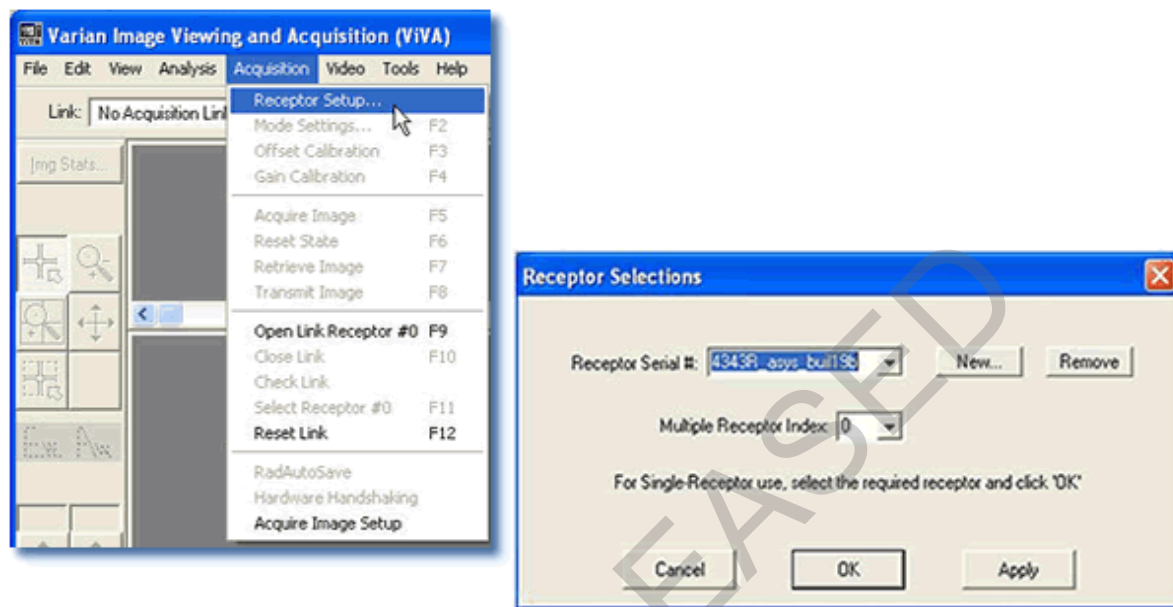 Varian Image Viewing and Acquisition (ViVA)
File Edit View Analysis Acquisition Video Tools Help
Link: No Acquisition Link
Receptor Setup...
Mode Settings... F2
Offset Calibration F3
Gain Calibration F4
Img Stats...
Acquire Image F5
Reset State F6
Retrieve Image F7
Transmit Image F8
Open Link Receptor #0 F9
Close Link F10
Check Link
Select Receptor #0 F11
Reset Link F12
RadAutoSave
Hardware Handshaking
Acquire Image Setup
Receptor Selections
Receptor Serial #: 4343R_asys_buil19b New... Remove
Multiple Receptor Index: 0
For Single-Receptor use, select the required receptor and click 'OK'
Cancel OK Apply
EASED